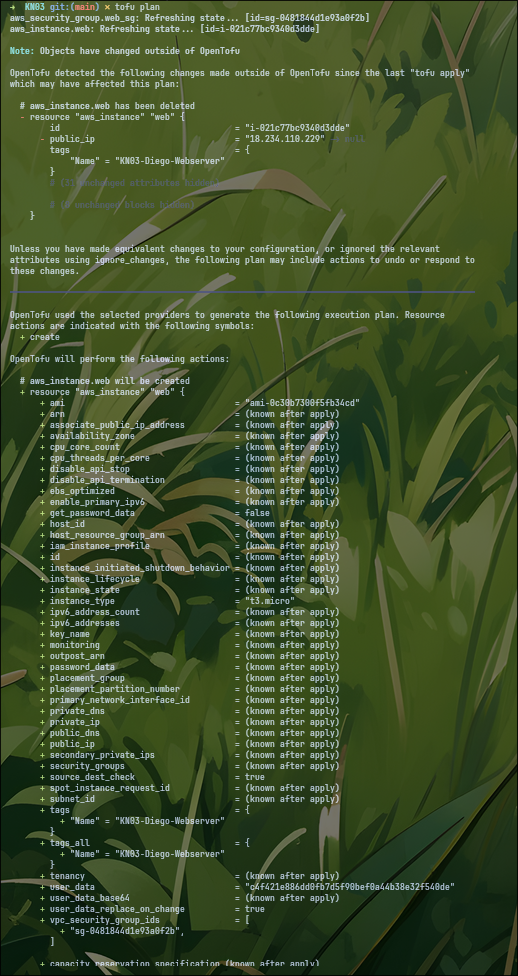 ➜  KN03 git:(main) ✗ tofu plan
aws_security_group.web_sg: Refreshing state... [id=sg-0481844d1e93a0f2b]
aws_instance.web: Refreshing state... [id=i-021c77bc9340d3dde]

Note: Objects have changed outside of OpenTofu

OpenTofu detected the following changes made outside of OpenTofu since the last "tofu apply"
which may have affected this plan:

  # aws_instance.web has been deleted
  - resource "aws_instance" "web" {
        id                                   = "i-021c77bc9340d3dde"
      - public_ip                            = "18.234.110.229" -> null
        tags                                 = {
            "Name" = "KN03-Diego-Webserver"
        }
        # unchanged attributes hidden)

        # unchanged blocks hidden)
    }

Unless you have made equivalent changes to your configuration, or ignored the relevant
attributes using ignore_changes, the following plan may include actions to undo or respond to
these changes.

OpenTofu used the selected providers to generate the following execution plan. Resource
actions are indicated with the following symbols:
  + create

OpenTofu will perform the following actions:

  # aws_instance.web will be created
  + resource "aws_instance" "web" {
      + ami                                  = "ami-0c30b7300f5fb34cd"
      + arn                                  = (known after apply)
      + associate_public_ip_address          = (known after apply)
      + availability_zone                    = (known after apply)
      + cpu_core_count                       = (known after apply)
      + cpu_threads_per_core                 = (known after apply)
      + disable_api_stop                     = (known after apply)
      + disable_api_termination              = (known after apply)
      + ebs_optimized                        = (known after apply)
      + enable_primary_ipv6                  = (known after apply)
      + get_password_data                    = false
      + host_id                              = (known after apply)
      + host_resource_group_arn              = (known after apply)
      + iam_instance_profile                 = (known after apply)
      + id                                   = (known after apply)
      + instance_initiated_shutdown_behavior = (known after apply)
      + instance_lifecycle                   = (known after apply)
      + instance_state                       = (known after apply)
      + instance_type                        = "t3.micro"
      + ipv6_address_count                   = (known after apply)
      + ipv6_addresses                       = (known after apply)
      + key_name                             = (known after apply)
      + monitoring                           = (known after apply)
      + outpost_arn                          = (known after apply)
      + password_data                        = (known after apply)
      + placement_group                      = (known after apply)
      + placement_partition_number           = (known after apply)
      + primary_network_interface_id         = (known after apply)
      + private_dns                          = (known after apply)
      + private_ip                           = (known after apply)
      + public_dns                           = (known after apply)
      + public_ip                            = (known after apply)
      + secondary_private_ips                = (known after apply)
      + security_groups                      = (known after apply)
      + source_dest_check                    = true
      + spot_instance_request_id             = (known after apply)
      + subnet_id                            = (known after apply)
      + tags                                 = {
          + "Name" = "KN03-Diego-Webserver"
        }
      + tags_all                             = {
          + "Name" = "KN03-Diego-Webserver"
        }
      + tenancy                              = (known after apply)
      + user_data                            = "c4f421e886dd0fb7d5f90bef0a44b38e32f540de"
      + user_data_base64                     = (known after apply)
      + user_data_replace_on_change          = true
      + vpc_security_group_ids               = [
          + "sg-0481844d1e93a0f2b",
        ]

      + capacity_reservation_specification (known after apply)